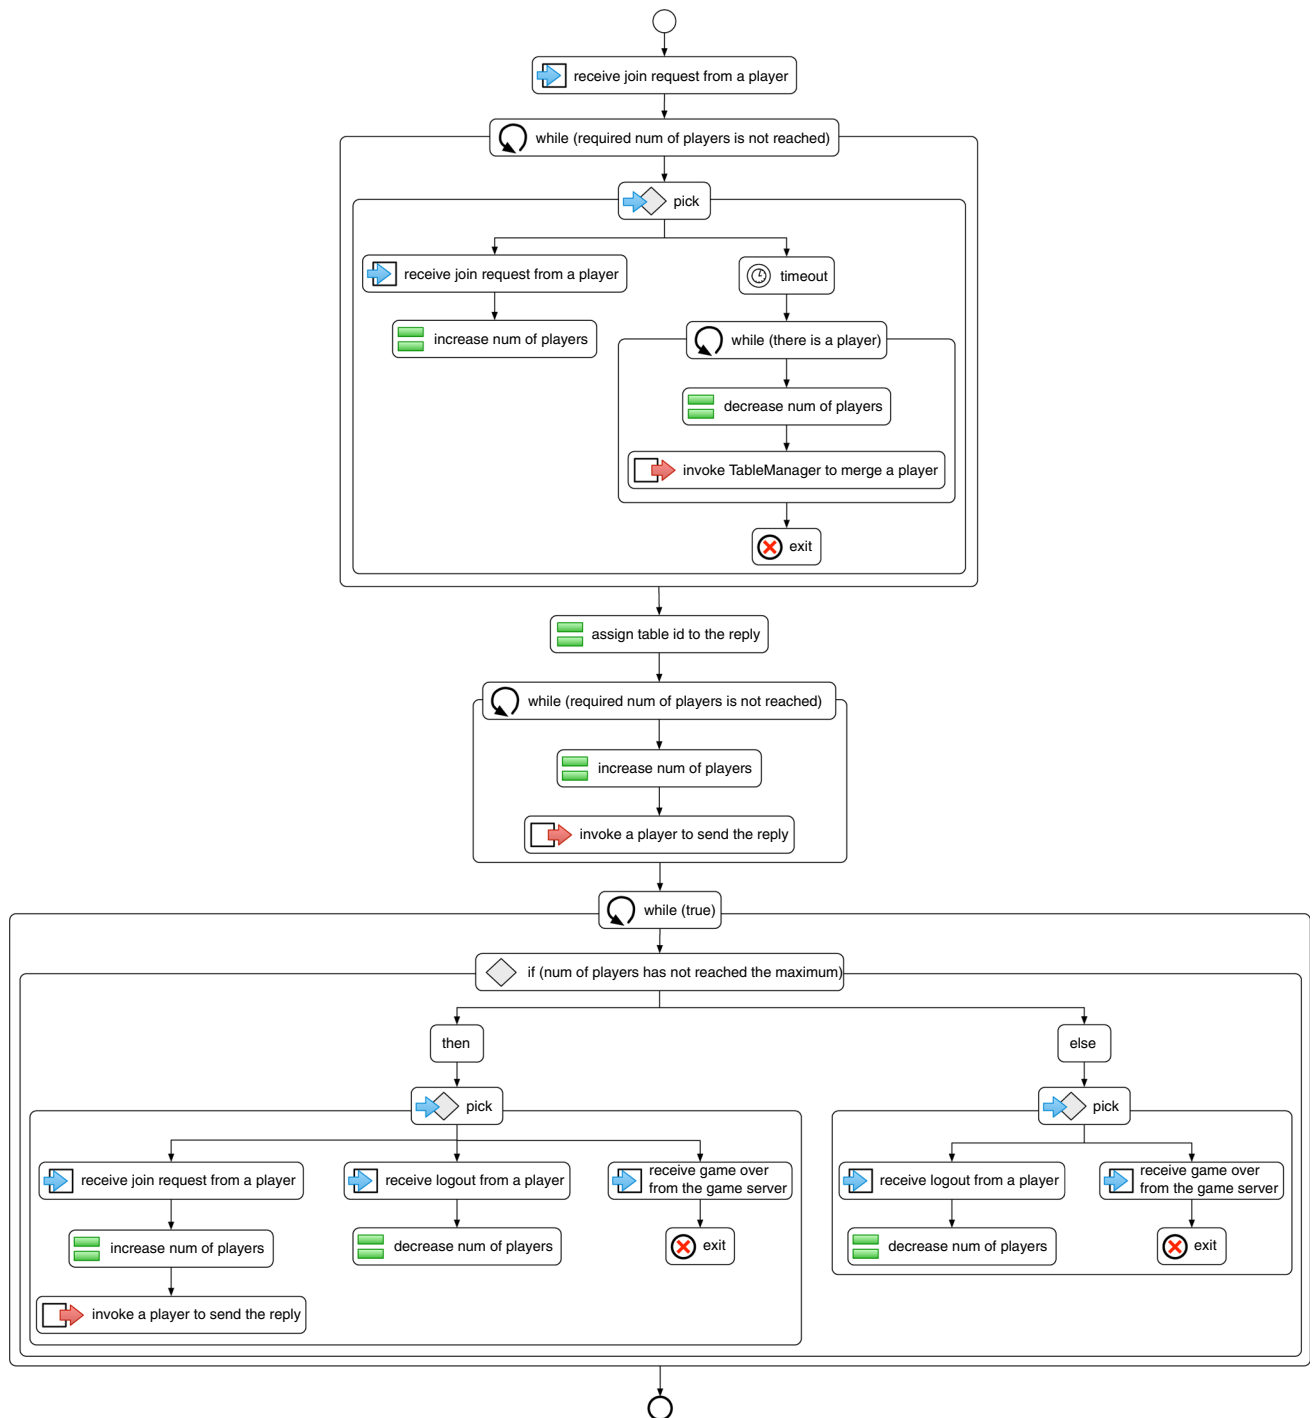 receive join request from a player
while (required num of players is not reached)
pick
receive join request from a player
timeout
increase num of players
while (there is a player)
decrease num of players
invoke TableManager to merge a player
exit
assign table id to the reply
while (required num of players is not reached)
increase num of players
invoke a player to send the reply
while (true)
if (num of players has not reached the maximum)
then
else
pick
pick
receive join request from a player
receive logout from a player
receive game over
from the game server
receive logout from a player
receive game over
from the game server
increase num of players
decrease num of players
exit
decrease num of players
exit
invoke a player to send the reply